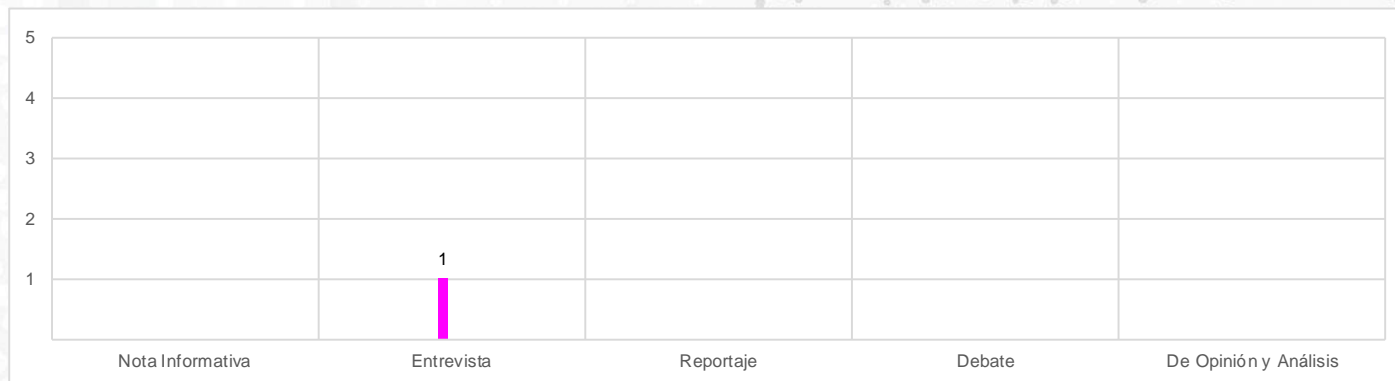 5
4
3
2
1
1
Nota Informativa
Entrevista
Reportaje
Debate
De Opinión y Análisis